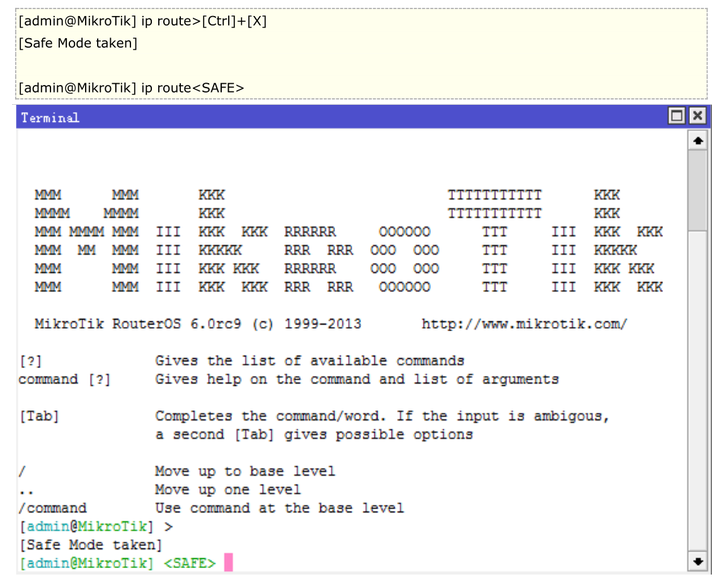 [admin@MikroTik] ip route>[Ctrl]+[X]
[Safe Mode taken]
[admin@MikroTik] ip route<SAFE>
Terminal
MMM      MMM       KKK                          TTTTTTTTTTT      KKK
MMMM    MMMM       KKK                          TTTTTTTTTTT      KKK
MMM MMMM MMM  III  KKK  KKK  RRRRRR     OOOOOO      TTT     III  KKK  KKK
MMM  MM  MMM  III  KKKKK     RRR  RRR  OOO  OOO     TTT     III  KKKKK
MMM      MMM  III  KKK KKK   RRRRRR    OOO  OOO     TTT     III  KKK KKK
MMM      MMM  III  KKK  KKK  RRR  RRR   OOOOOO      TTT     III  KKK  KKK
MikroTik RouterOS 6.0rc9 (c) 1999-2013       http://www.mikrotik.com/
[?]             Gives the list of available commands
command [?]     Gives help on the command and list of arguments
[Tab]           Completes the command/word. If the input is ambigous,
a second [Tab] gives possible options
/               Move up to base level
..              Move up one level
/command        Use command at the base level
[admin@MikroTik] >
[Safe Mode taken]
[admin@MikroTik] <SAFE>